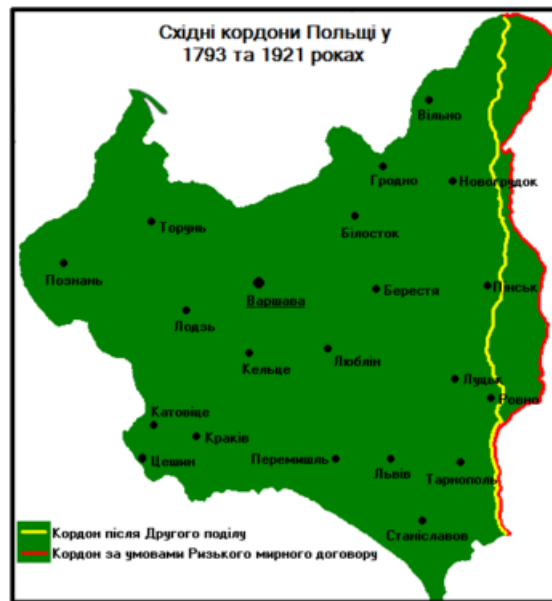 Східні кордони Польщі у
1793 та 1921 роках
Вільно
Гродно
Новогрудок
Торунь
Білосток
Познань
Варшава
Берестя
Пінськ
Лодзь
Кельце
Люблін
Луцьк
Ровно
Катовіце
Краків
Цешин
Перемишль
Львів
Тарнополь
Станіславов
Кордон після Другого поділу
Кордон за умовами Ризького мирного договору